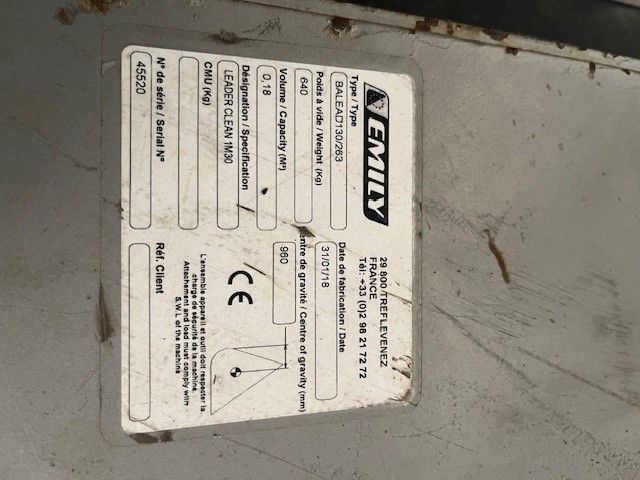 EMILY
29 800 TREFLEVENEZ
FRANCE
Tél: +33 (0)2 98 21 72 72
Type / Type
BALEA□130/263
Date de fabrication / Date
31/01/18
Poids à vide / Weight (Kg)
640
Centre de gravité / Centre of gravity (mm)
960
Volume / Capacity (M³)
0,18
Désignation / Specification
LEADER CLEAN 1M30
CE
CMU (Kg)
L'ensemble appareil et outil doit respecter la
charge de sécurité de la machine.
Attachement and load must comply with
S.W.L of the machine
N° de série / Serial N°
45520
Réf. Client